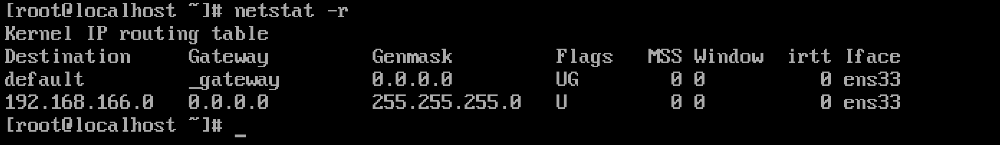 [root@localhost ~]# netstat -r
Kernel IP routing table
Destination     Gateway         Genmask         Flags   MSS Window  irtt Iface
default         _gateway        0.0.0.0         UG        0 0          0 ens33
192.168.166.0   0.0.0.0         255.255.255.0   U         0 0          0 ens33
[root@localhost ~]# _